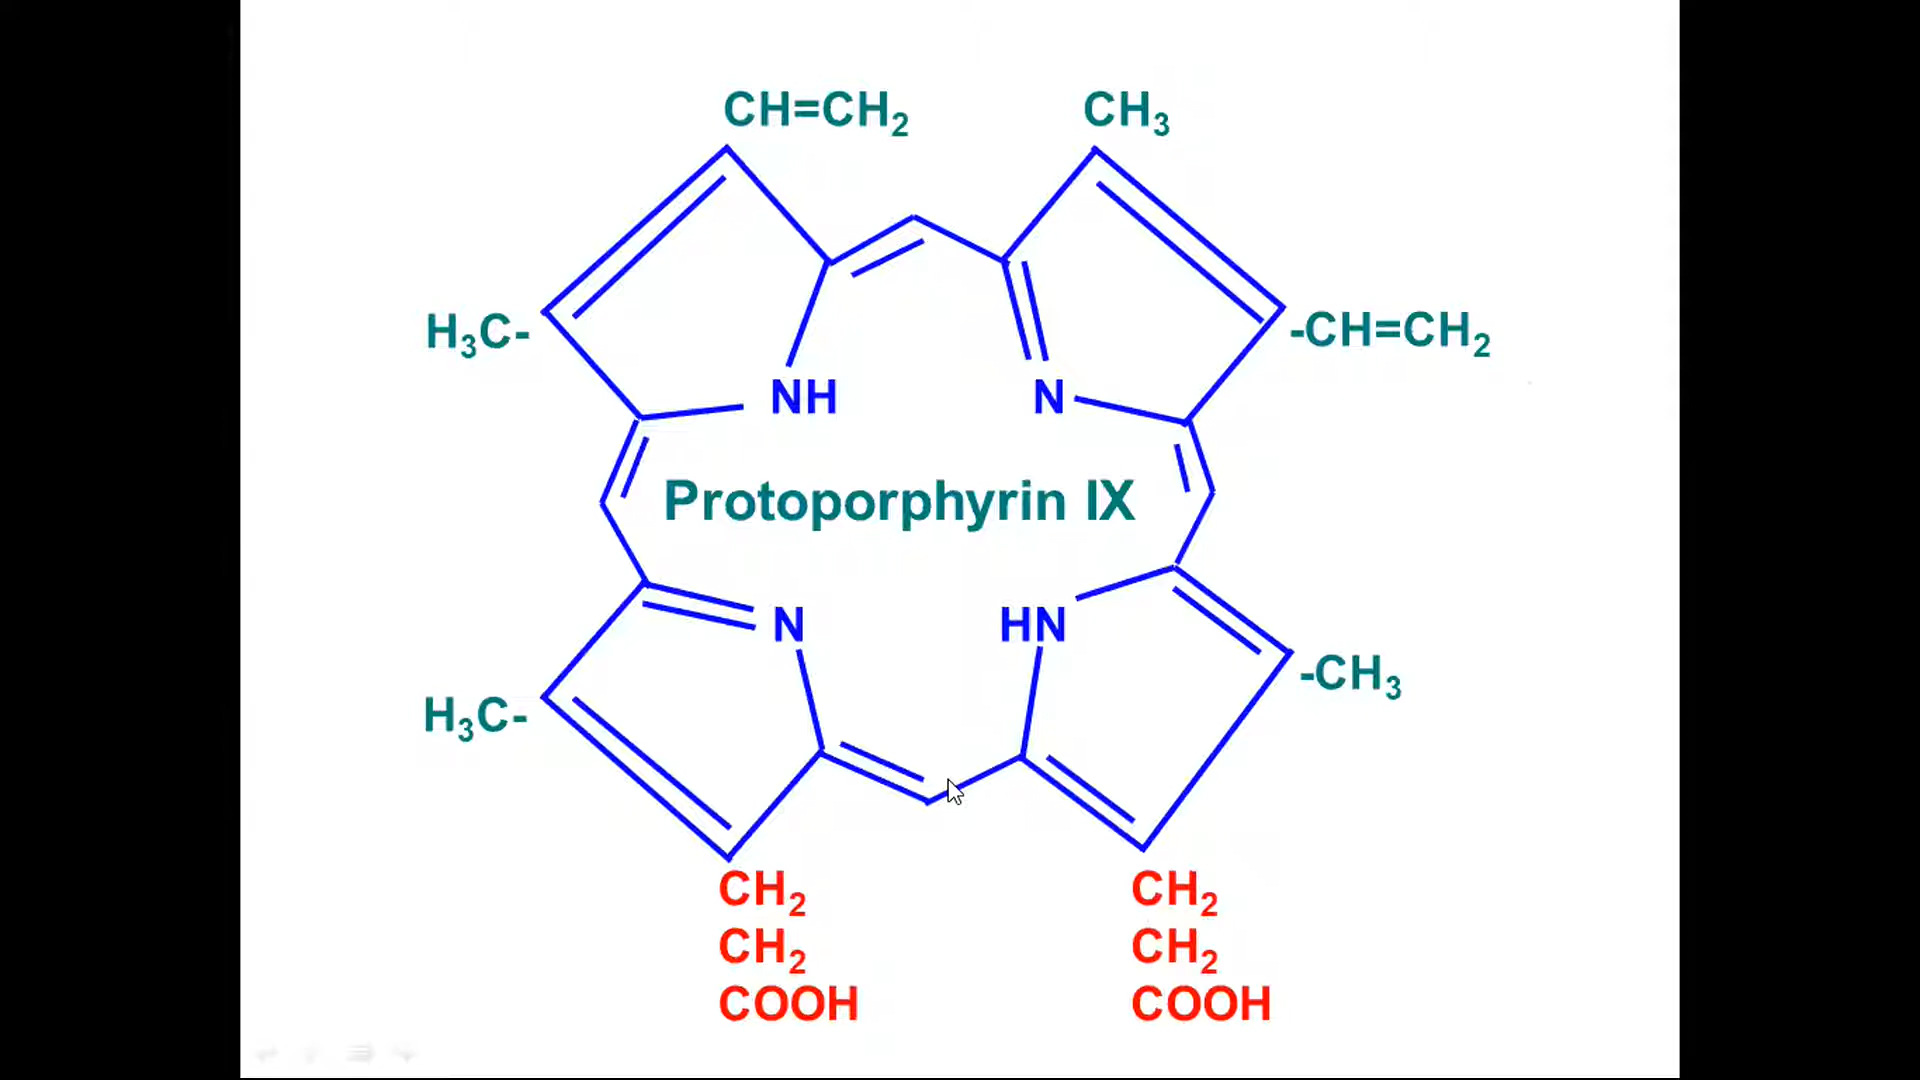 CH=CH₂ CH₃
H₃C- -CH=CH₂
NH N
Protoporphyrin IX
N HN
H₃C- -CH₃
CH₂ CH₂
CH₂ CH₂
COOH COOH